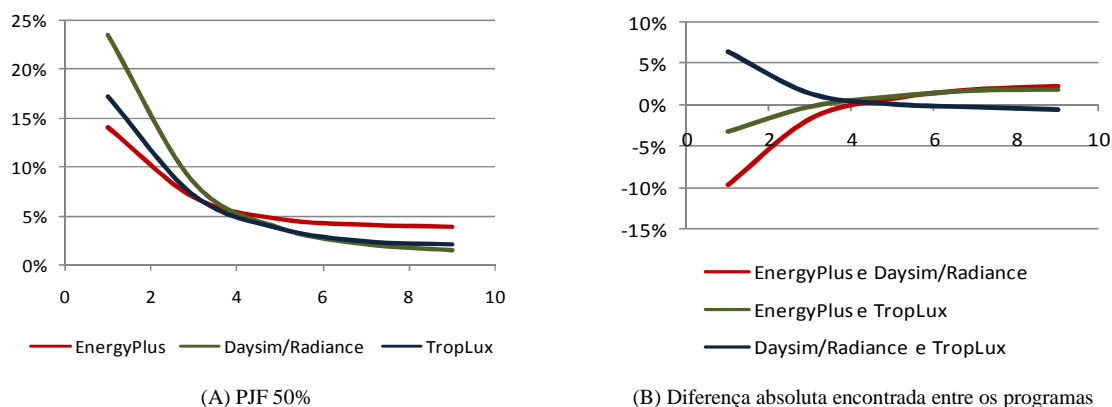 25%
20%
15%
10%
5%
0%
0 2 4 6 8 10
EnergyPlus Daysim/Radiance TropLux
(A) PJF 50%
10%
5%
0%
-5%
-10%
-15%
0 2 4 6 8 10
EnergyPlus e Daysim/Radiance
EnergyPlus e TropLux
Daysim/Radiance e TropLux
(B) Diferença absoluta encontrada entre os programas